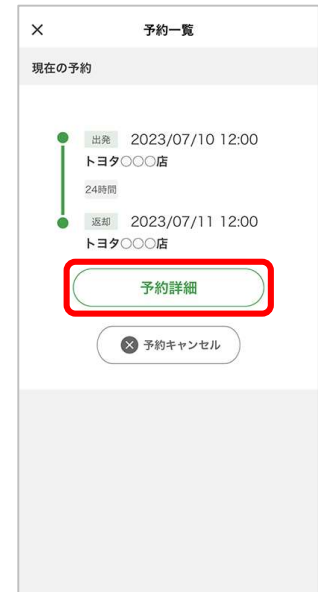 × 予約一覧
現在の予約
出発 2023/07/10 12:00
トヨタ○○○店
24時間
返却 2023/07/11 12:00
トヨタ○○○店
予約詳細
× 予約キャンセル